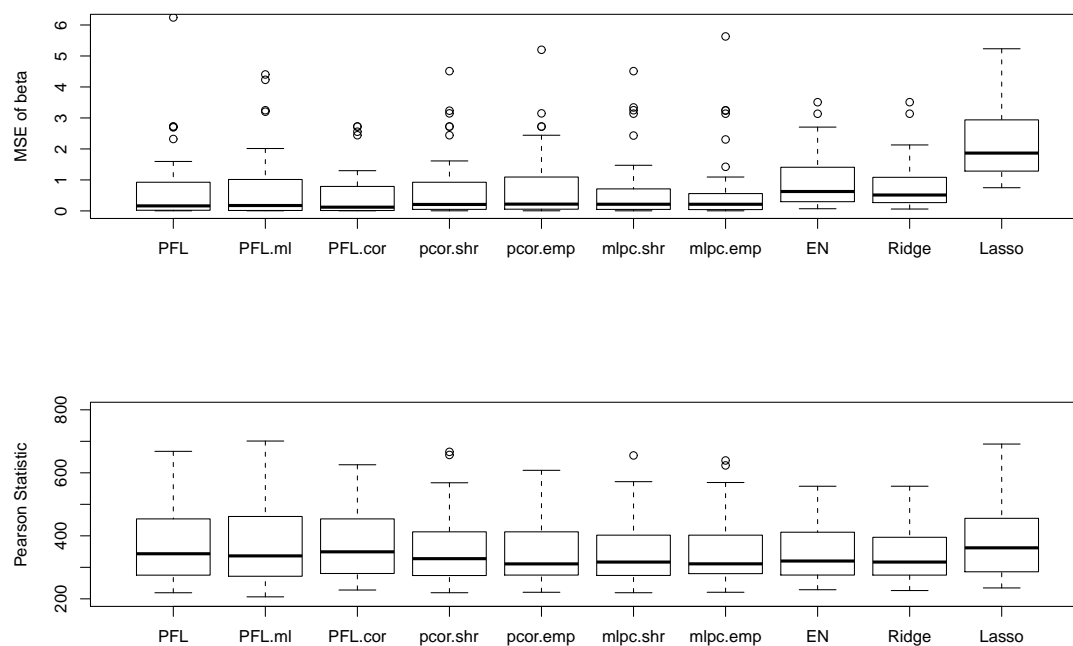 MSE of beta
6
5
4
3
2
1
0
PFL PFL.ml PFL.cor pcor.shr pcor.emp mlpc.shr mlpc.emp EN Ridge Lasso
Pearson Statistic
800
600
400
200
PFL PFL.ml PFL.cor pcor.shr pcor.emp mlpc.shr mlpc.emp EN Ridge Lasso